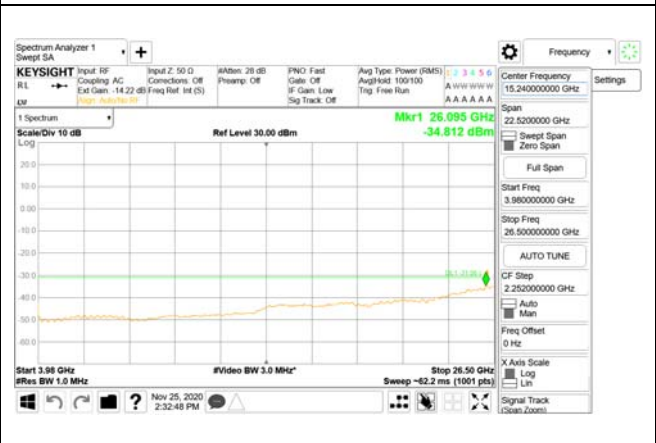 Spectrum Analyzer 1
Swept SA
Frequency
KEYSIGHT Input: RF Input Z: 50 Ω #Atten: 28 dB PNO: Fast Avg Type: Power (RMS) 1 2 3 4 5 6
RL Coupling: AC Corrections: Off Preamp: Off Gate: Off Avg|Hold: 100/100 A W W W W W
Ext Gain: -14.22 dB Freq Ref: Int (S) IF Gain: Low Trig: Free Run A A A A A A
Align: Auto/No RF Sig Track: Off
Center Frequency
15.240000000 GHz
Settings
1 Spectrum
Mkr1 26.095 GHz
Scale/Div 10 dB Ref Level 30.00 dBm -34.812 dBm
Log
Span
22.5200000 GHz
Swept Span
Zero Span
Full Span
Start Freq
3.980000000 GHz
Stop Freq
26.500000000 GHz
AUTO TUNE
CF Step
2.252000000 GHz
Auto
Man
Freq Offset
0 Hz
X Axis Scale
Log
Lin
Signal Track
(Span Zoom)
20.0
10.0
0.00
-10.0
-20.0
-30.0
-40.0
-50.0
-60.0
Start 3.98 GHz #Video BW 3.0 MHz* Stop 26.50 GHz
#Res BW 1.0 MHz Sweep ~62.2 ms (1001 pts)
Nov 25, 2020
2:32:48 PM